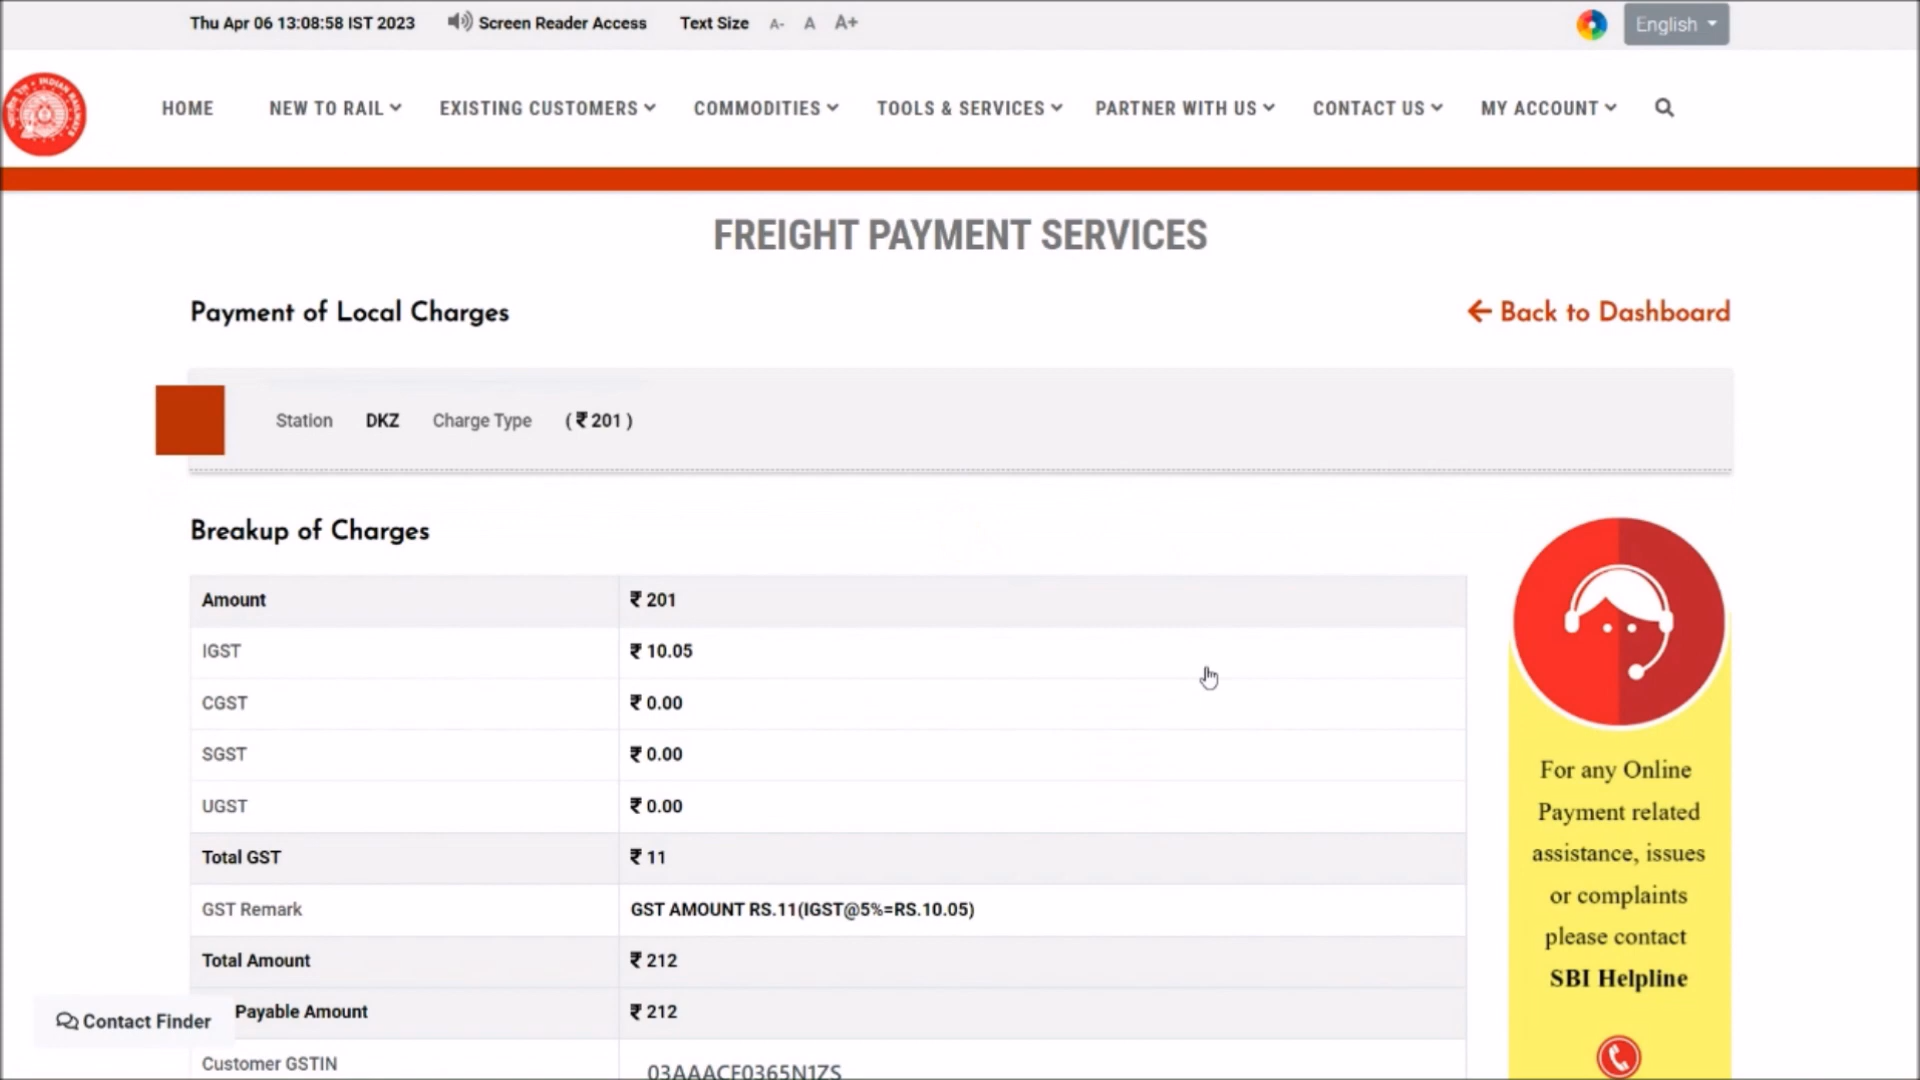 Thu Apr 06 13:08:58 IST 2023 Screen Reader Access Text Size A- A A+ English
HOME NEW TO RAIL EXISTING CUSTOMERS COMMODITIES TOOLS & SERVICES PARTNER WITH US CONTACT US MY ACCOUNT
FREIGHT PAYMENT SERVICES
Payment of Local Charges
Back to Dashboard
Station DKZ Charge Type (₹ 201 )
Breakup of Charges
Amount ₹ 201
IGST ₹ 10.05
CGST ₹ 0.00
SGST ₹ 0.00
UGST ₹ 0.00
Total GST ₹ 11
GST Remark GST AMOUNT RS.11(IGST@5%=RS.10.05)
Total Amount ₹ 212
Payable Amount ₹ 212
Customer GSTIN 03AAACF0365N1ZS
Contact Finder
For any Online
Payment related
assistance, issues
or complaints
please contact
SBI Helpline